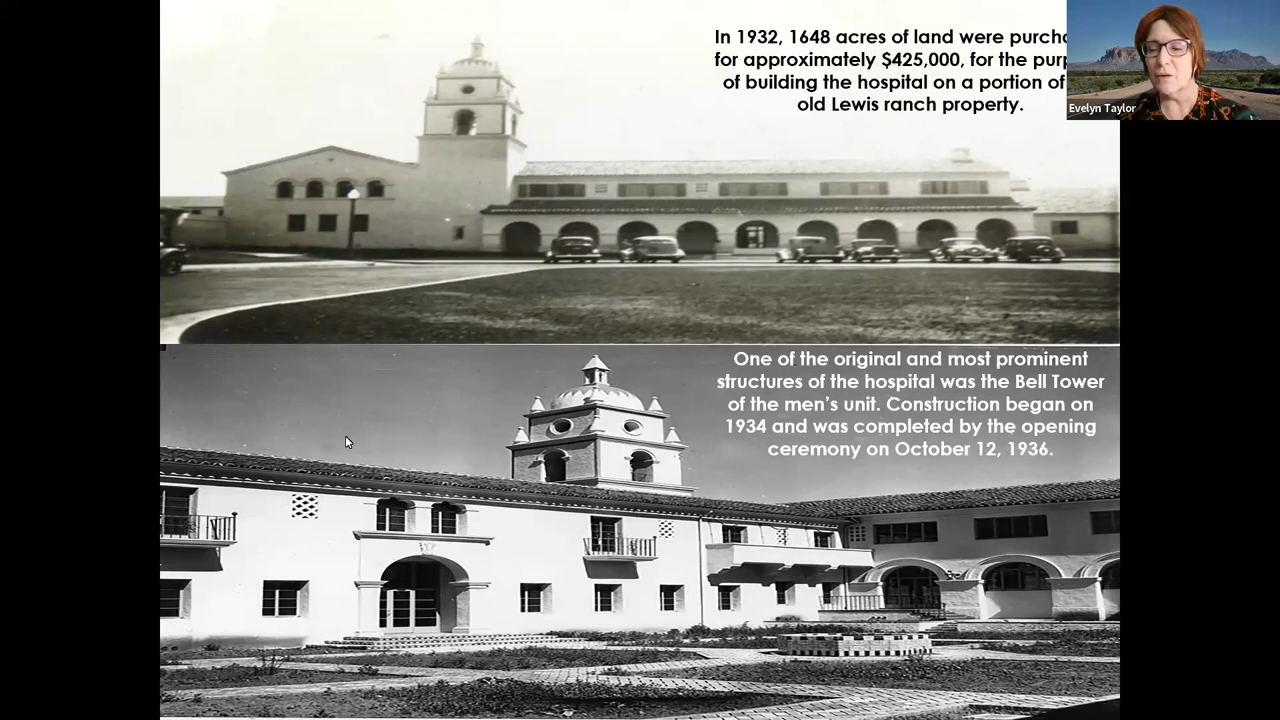 In 1932, 1648 acres of land were
for approximately $425,000, for the
of building the hospital on a portion of
old Lewis ranch property.
Evelyn Taylor
One of the original and most prominent
structures of the hospital was the Bell Tower
of the men's unit. Construction began on
1934 and was completed by the opening
ceremony on October 12, 1936.